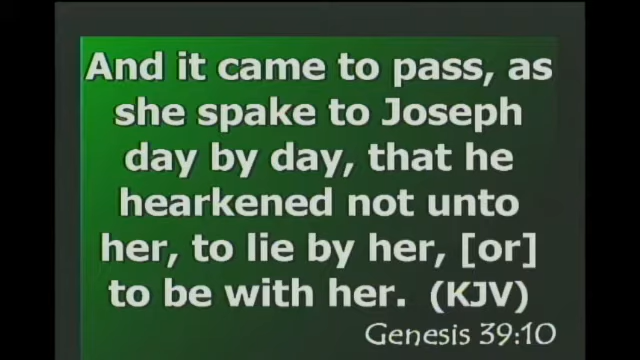 And it came to pass, as
she spake to Joseph
day by day, that he
hearkened not unto
her, to lie by her, [or]
to be with her. (KJV)
Genesis 39:10